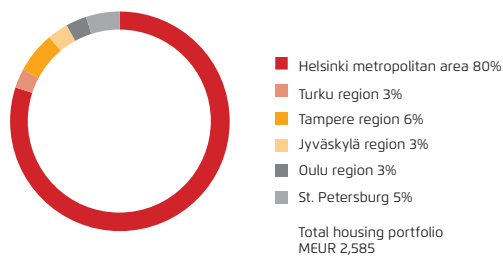 Helsinki metropolitan area 80%
Turku region 3%
Tampere region 6%
Jyväskylä region 3%
Oulu region 3%
St. Petersburg 5%
Total housing portfolio
MEUR 2,585